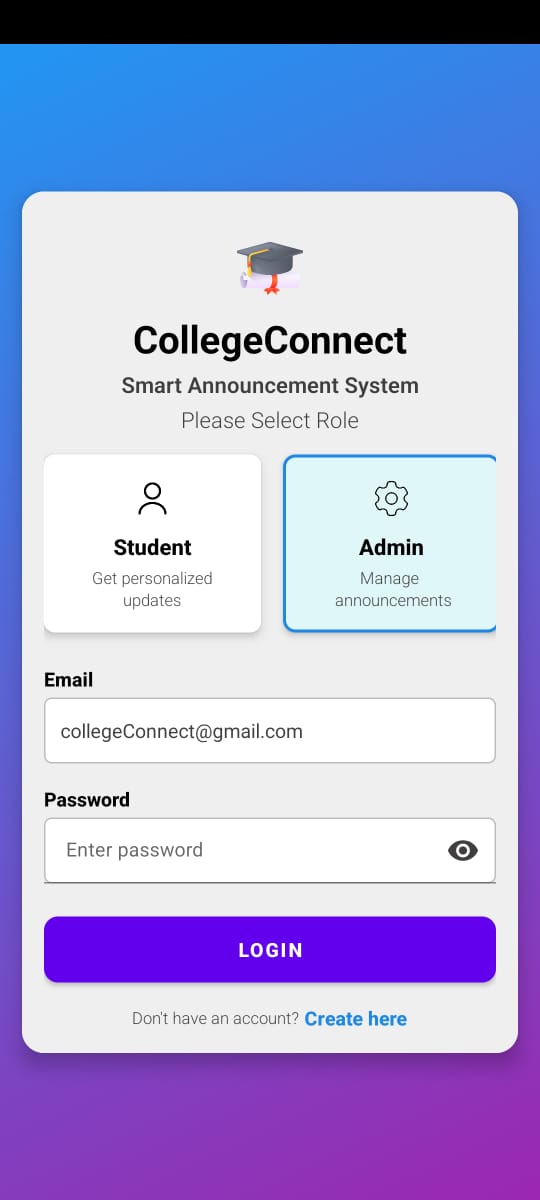 CollegeConnect
Smart Announcement System
Please Select Role
Student
Get personalized
updates
Admin
Manage
announcements
Email
collegeConnect@gmail.com
Password
Enter password
LOGIN
Don't have an account? Create here